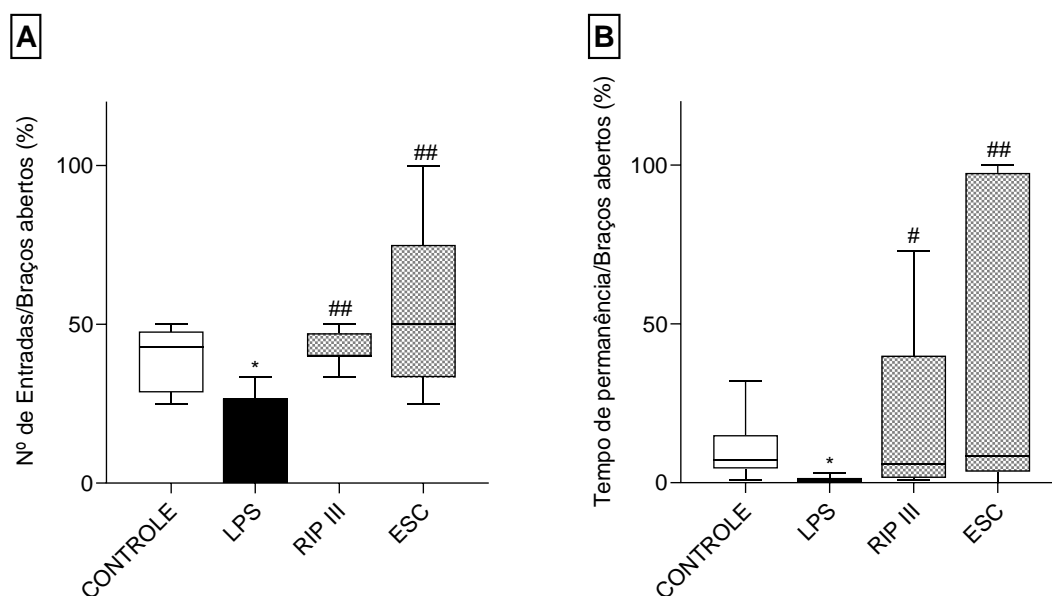 A
Nº de Entradas/Braços abertos (%)
100
50
0
*
##
##
CONTROLE
LPS
RIP III
ESC
B
Tempo de permanência/Braços abertos (%)
100
50
0
*
#
##
CONTROLE
LPS
RIP III
ESC